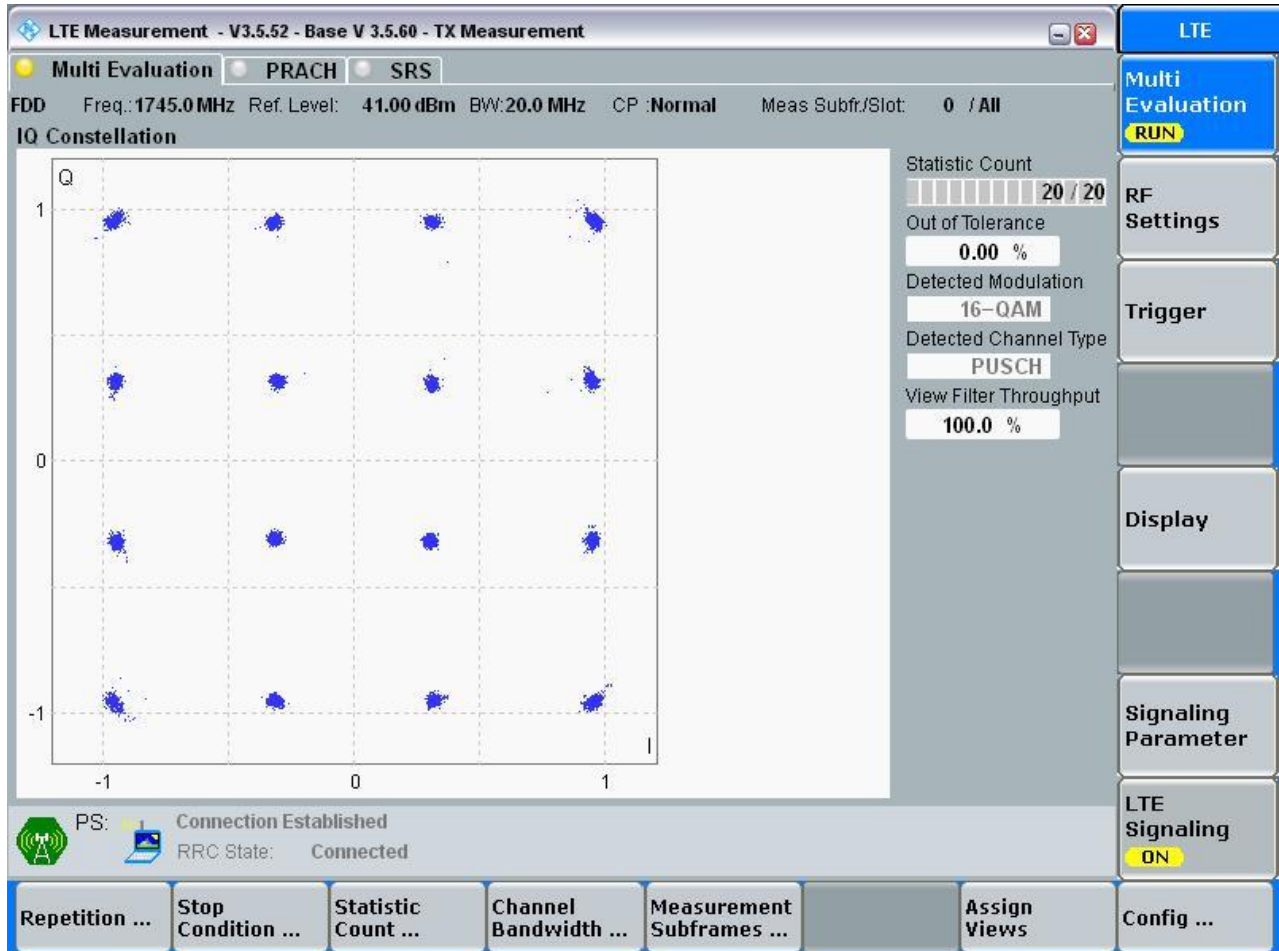 LTE Measurement - V3.5.52 - Base V 3.5.60 - TX Measurement
LTE
Multi Evaluation PRACH SRS
FDD Freq.: 1745.0 MHz Ref. Level: 41.00 dBm BW: 20.0 MHz CP : Normal Meas Subfr./Slot: 0 / All
IQ Constellation
Q
1
0
-1
-1 0 1
I
Statistic Count
20 / 20
Out of Tolerance
0.00 %
Detected Modulation
16-QAM
Detected Channel Type
PUSCH
View Filter Throughput
100.0 %
Multi
Evaluation
RUN
RF
Settings
Trigger
Display
Signaling
Parameter
LTE
Signaling
ON
PS: Connection Established
RRC State: Connected
Repetition ...
Stop
Condition ...
Statistic
Count ...
Channel
Bandwidth ...
Measurement
Subframes ...
Assign
Views
Config ...